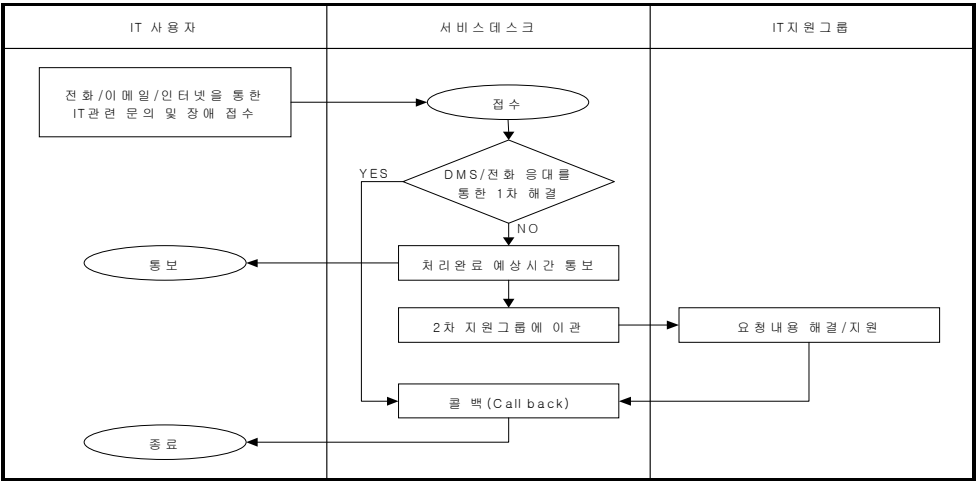 IT 사용자
서비스데스크
IT지원그룹
전화/이메일/인터넷을 통한
IT관련 문의 및 장애 접수
접수
YES
DMS/전화 응대를
통한 1차 해결
NO
통보
처리완료 예상시간 통보
2차 지원그룹에 이관
요청내용 해결/지원
콜 백(Call back)
종료